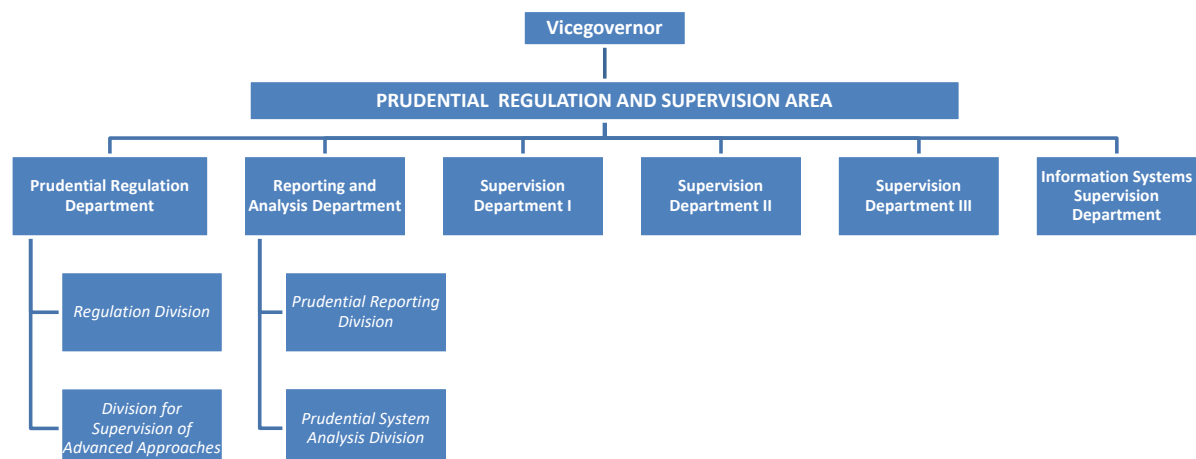 Vicegovernor
PRUDENTIAL REGULATION AND SUPERVISION AREA
Prudential Regulation
Department
Reporting and
Analysis Department
Supervision
Department I
Supervision
Department II
Supervision
Department III
Information Systems
Supervision
Department
Regulation Division
Prudential Reporting
Division
Division for
Supervision of
Advanced Approaches
Prudential System
Analysis Division